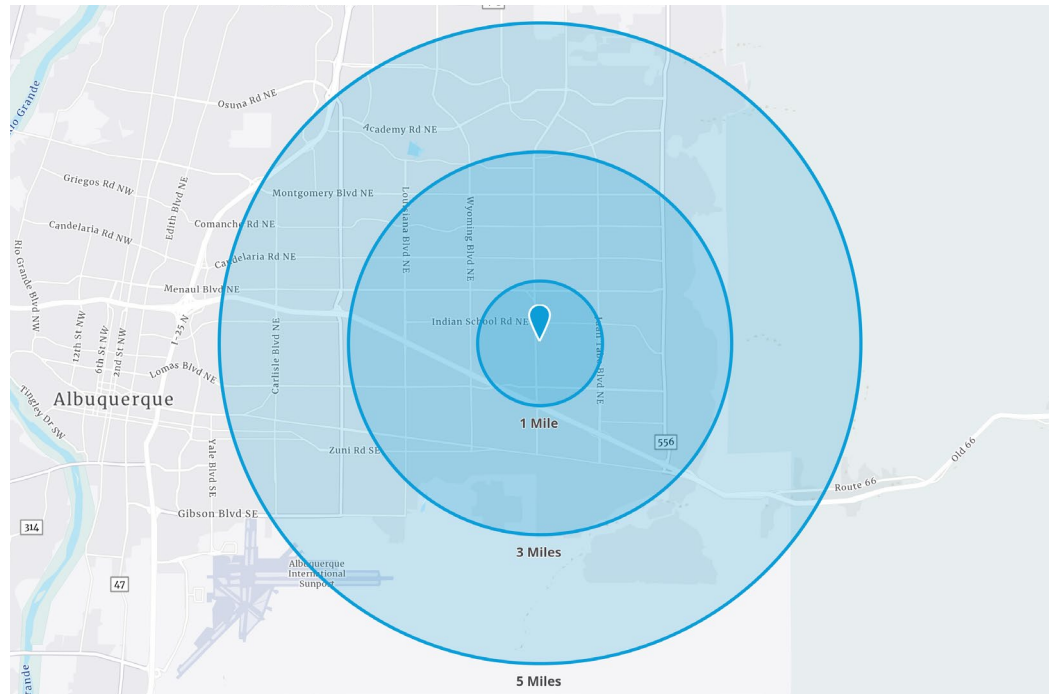 Rio Grande
Osuna Rd NE
Academy Rd NE
Griegos Rd NW
Edith Blvd NE
Montgomery Blvd NE
Louisiana Blvd NE
Wyoming Blvd NE
Candelaria Rd NW
Comanche Rd NE
Rio Grande Blvd NW
Candelaria Rd NE
Menaul Blvd NE
12th St NW
6th St NW
2nd St NW
I-25 N
Carlisle Blvd NE
Indian School Rd NE
Juan Tabo Blvd NE
Lomas Blvd NE
Albuquerque
Tingley Dr SW
1 Mile
556
Yale Blvd SE
Zuni Rd SE
Old 66
Route 66
Gibson Blvd SE
314
3 Miles
Albuquerque
International
Sunport
47
5 Miles